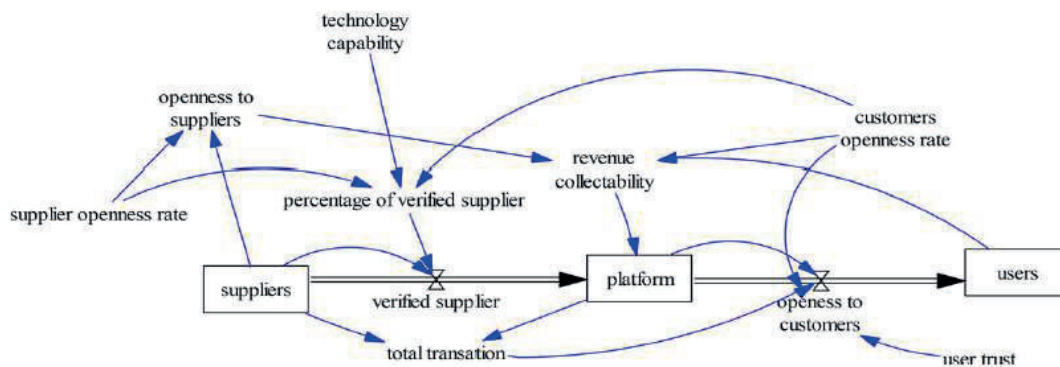 technology
capability
openness to
suppliers
customers
openness rate
revenue
collectability
percentage of verified supplier
supplier openness rate
suppliers
verified supplier
platform
openess to
customers
users
total transation
user trust